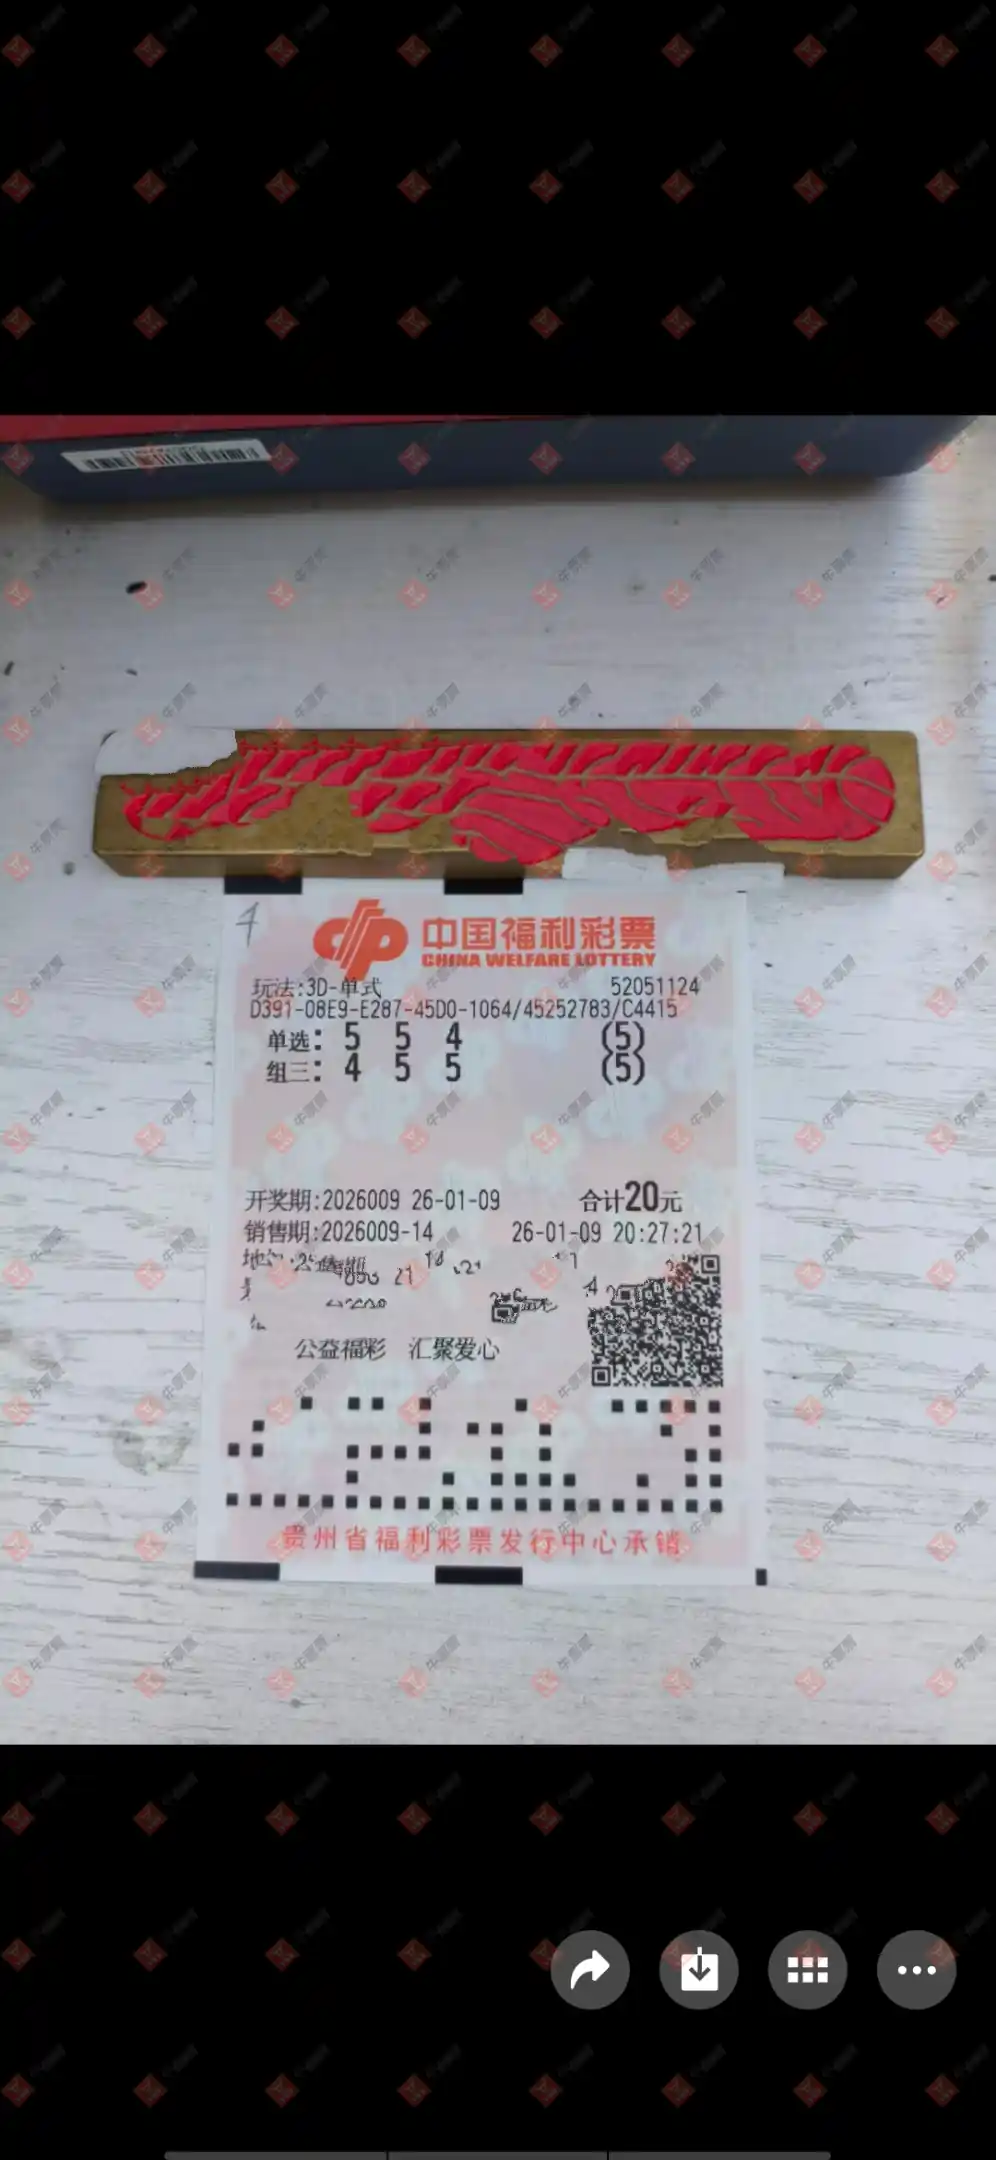 中国福利彩票
CHINA WELFARE LOTTERY
玩法:3D-单式 52051124
D391-08E9-E287-45D0-1064/45252783/C4415
单选: 5 5 4 (5)
组三: 4 5 5 (5)
开奖期:2026009 26-01-09 合计20元
销售期:2026009-14 26-01-09 20:27:21
公益福彩 汇聚爱心
贵州省福利彩票发行中心承销